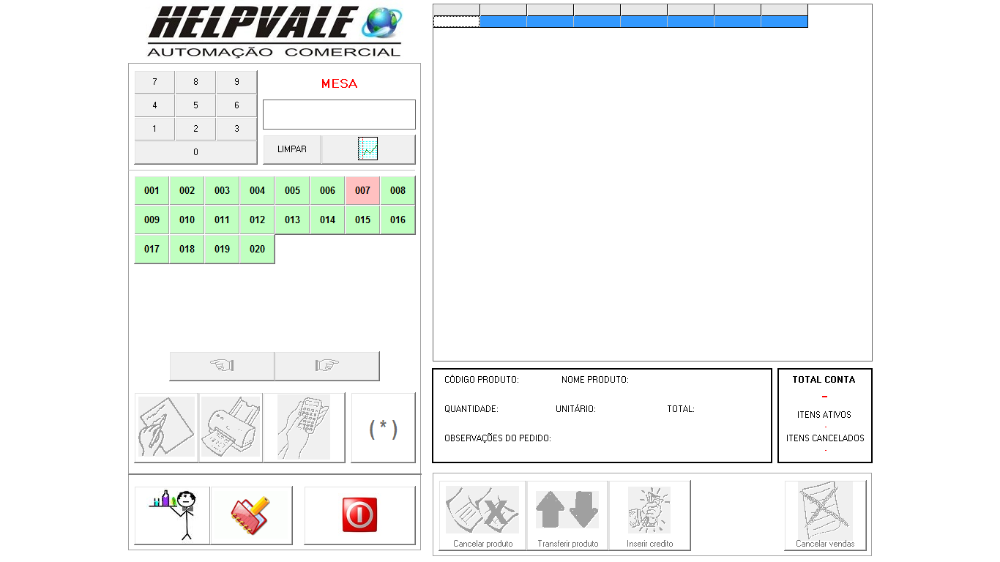 HELPVALE
AUTOMAÇÃO COMERCIAL
7 8 9
4 5 6
1 2 3
0
MESA
LIMPAR
001 002 003 004 005 006 007 008
009 010 011 012 013 014 015 016
017 018 019 020
(*)
CÓDIGO PRODUTO: NOME PRODUTO:
QUANTIDADE: UNITÁRIO: TOTAL:
OBSERVAÇÕES DO PEDIDO:
TOTAL CONTA
-
ITENS ATIVOS
-
ITENS CANCELADOS
-
Cancelar produto
Transferir produto
Inserir credito
Cancelar vendas